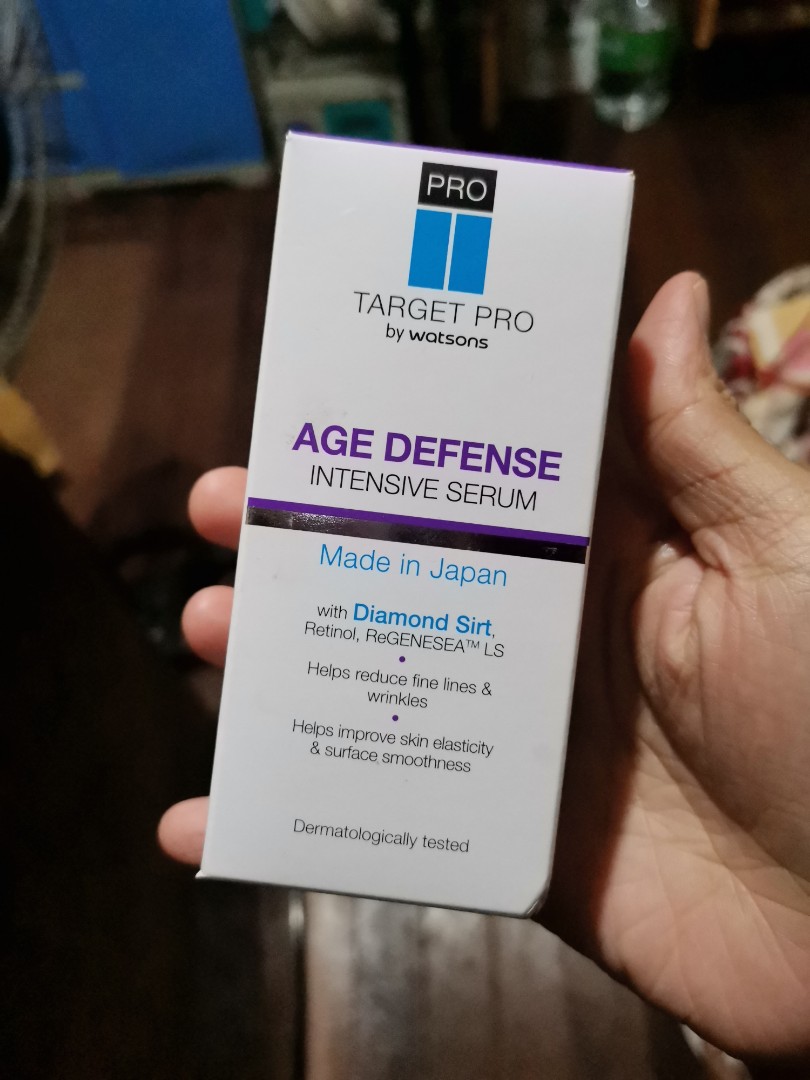 PRO
TARGET PRO
by watsons
AGE DEFENSE
INTENSIVE SERUM
Made in Japan
with Diamond Sirt,
Retinol, ReGENESEA™ LS
•
Helps reduce fine lines &
wrinkles
•
Helps improve skin elasticity
& surface smoothness
Dermatologically tested